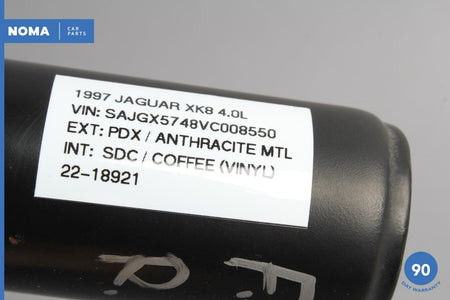 NOMA CAR PARTS
1997 JAGUAR XK8 4.0L
VIN: SAJGX5748VC008550
EXT: PDX / ANTHRACITE MTL
INT: SDC / COFFEE (VINYL)
22-18921
F.
R.
90
DAY WARRANTY